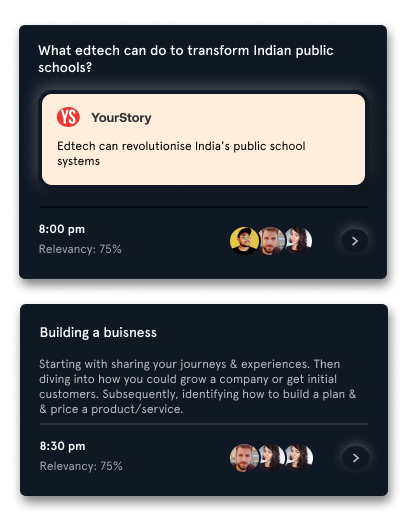 What edtech can do to transform Indian public
schools?
YS YourStory
Edtech can revolutionise India's public school
systems
8:00 pm
Relevancy: 75%
Building a buisness
Starting with sharing your journeys & experiences. Then
diving into how you could grow a company or get initial
customers. Subsequently, identifying how to build a plan &
& price a product/service.
8:30 pm
Relevancy: 75%